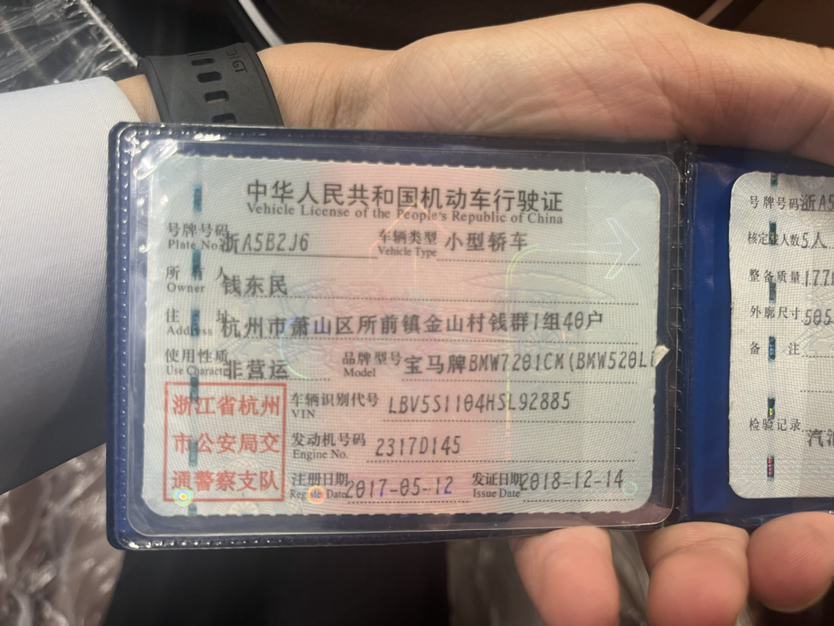 中华人民共和国机动车行驶证
Vehicle License of the People's Republic of China
号牌号码 浙A5B2J6 车辆类型 小型轿车
Plate No. Vehicle Type
所有人 钱东民
Owner
住址 杭州市萧山区所前镇金山村钱群1组40户
Address
使用性质 非营运 品牌型号 宝马牌BMW7201CM(BMW520Li
Use Character Model
浙江省杭州
市公安局交
通警察支队
车辆识别代号 LBV5S1104HSL92885
VIN
发动机号码 2317D145
Engine No.
注册日期 2017-05-12 发证日期 2018-12-14
Register Date Issue Date
号牌号码 浙A5
核定载人数 5人
整备质量 177
外廓尺寸 505
备注
检验记录
汽油